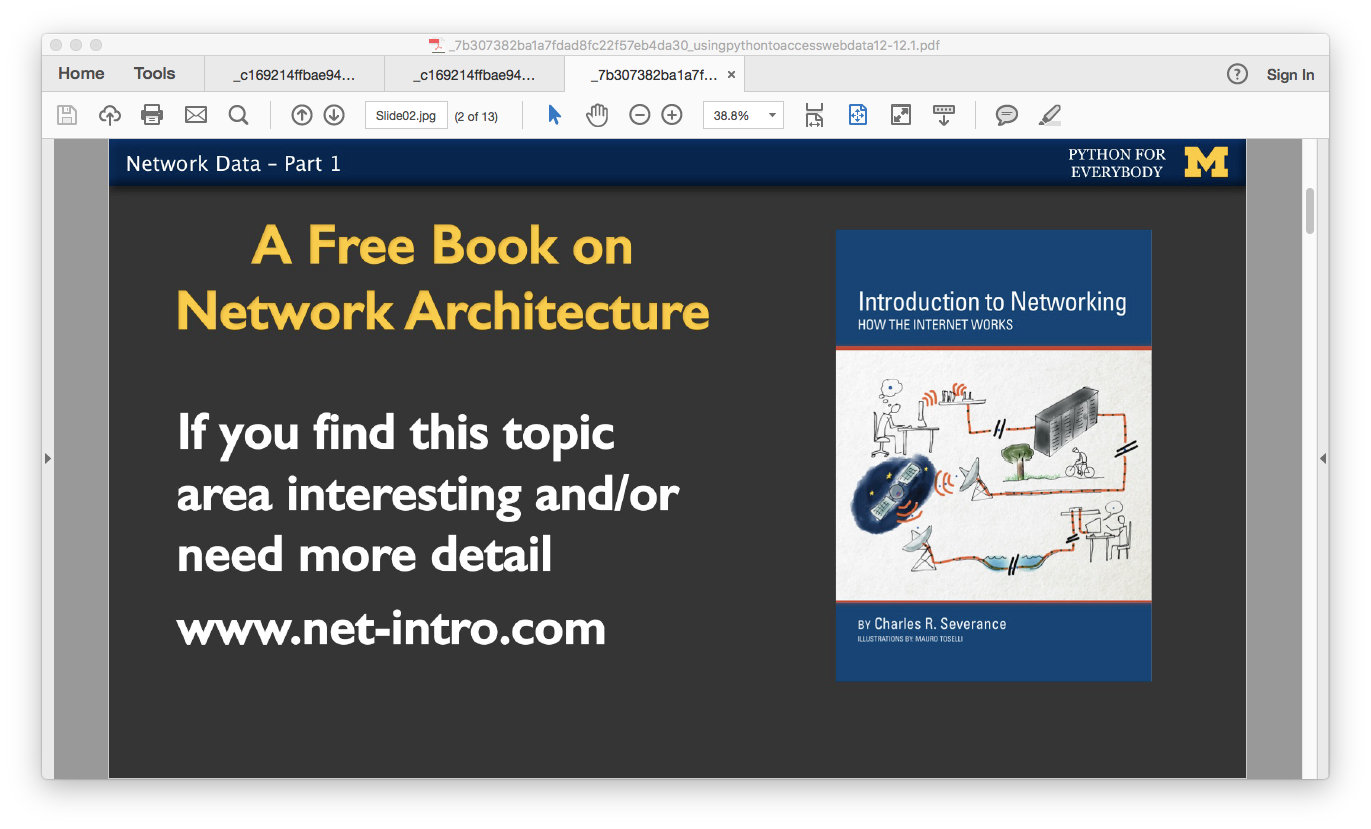 _7b307382ba1a7fdad8fc22f57eb4da30_usingpythontoaccesswebdata12-12.1.pdf
Home Tools _c169214ffbae94... _c169214ffbae94... _7b307382ba1a7f... × ? Sign In
Slide02.jpg (2 of 13) 38.8%
Network Data – Part 1
PYTHON FOR
EVERYBODY
M
A Free Book on
Network Architecture
If you find this topic
area interesting and/or
need more detail
www.net-intro.com
Introduction to Networking
HOW THE INTERNET WORKS
BY Charles R. Severance
ILLUSTRATIONS BY: MAURO TOSELLI